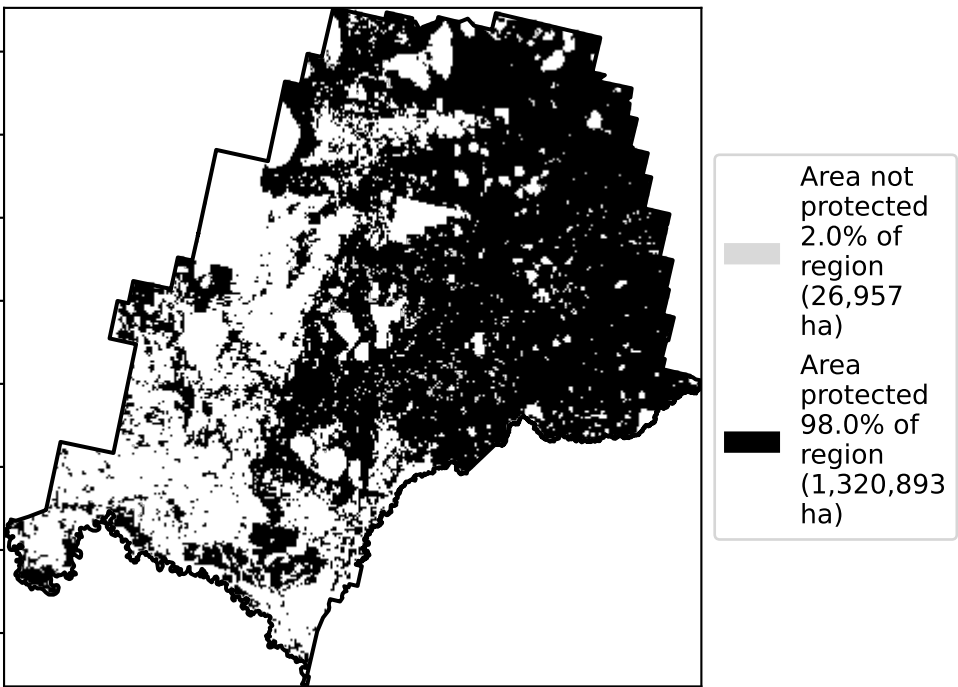 Area not
protected
2.0% of
region
(26,957
ha)
Area
protected
98.0% of
region
(1,320,893
ha)